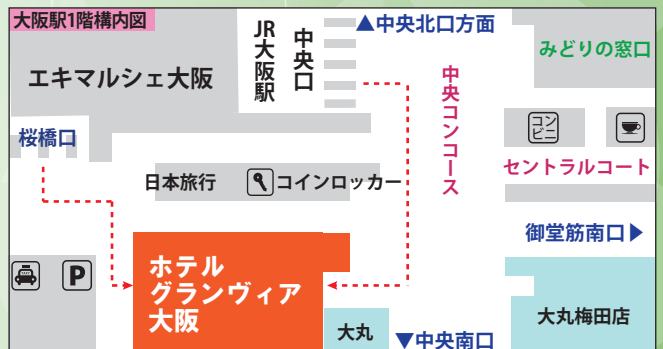 大阪駅1階構内図
▲中央北口方面
JR大阪駅
中央口
みどりの窓口
エキマルシェ大阪
中央コンコース
コンビニ
桜橋口
セントラルコート
日本旅行
コインロッカー
御堂筋南口▶
P
ホテル
グランヴィア
大阪
大丸
▼中央南口
大丸梅田店